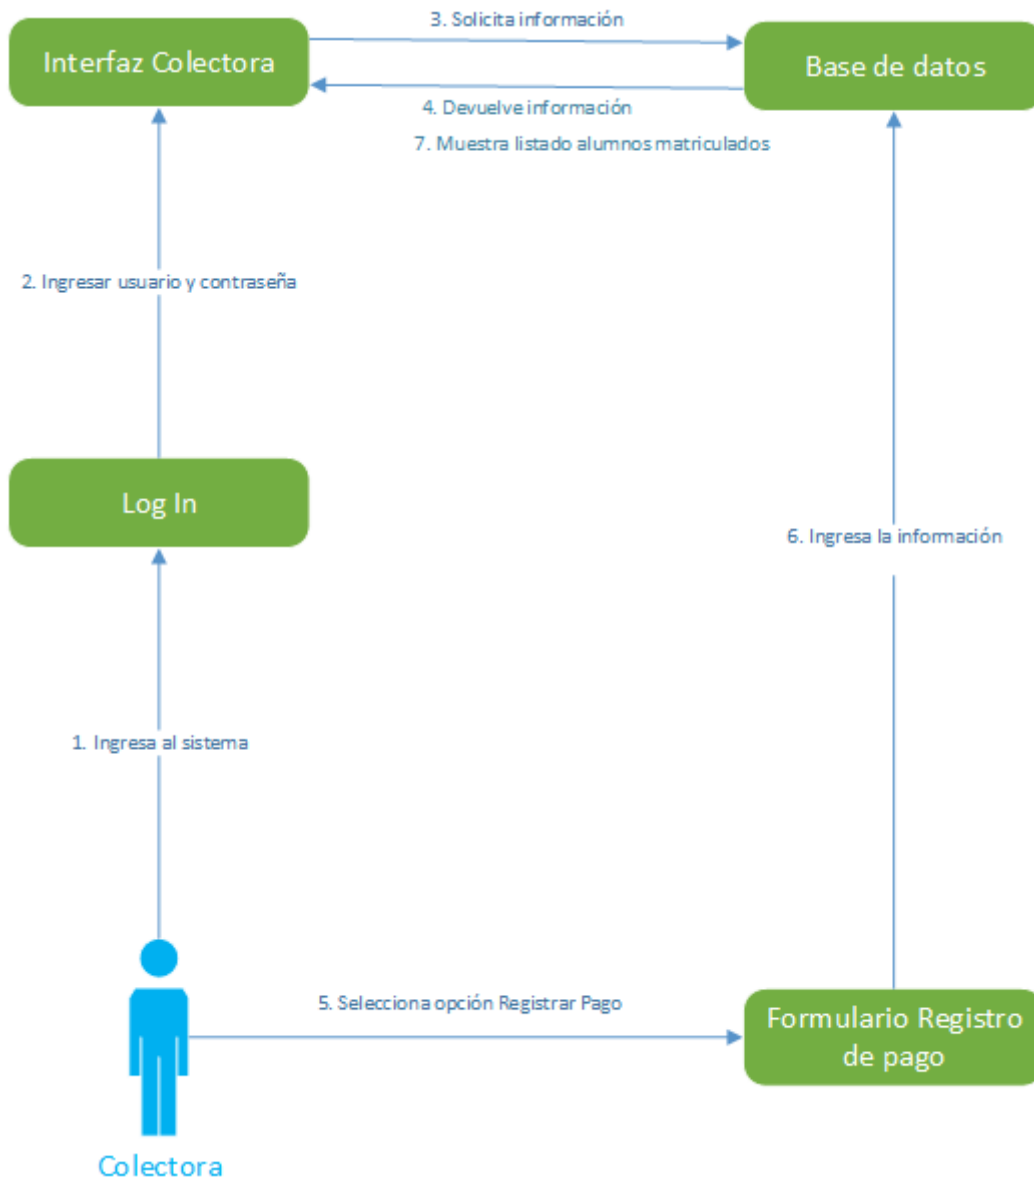 3. Solicita información
Interfaz Colectora
Base de datos
4. Devuelve información
7. Muestra listado alumnos matriculados
2. Ingresar usuario y contraseña
Log In
6. Ingresa la información
1. Ingresa al sistema
5. Selecciona opción Registrar Pago
Formulario Registro
de pago
Colectora